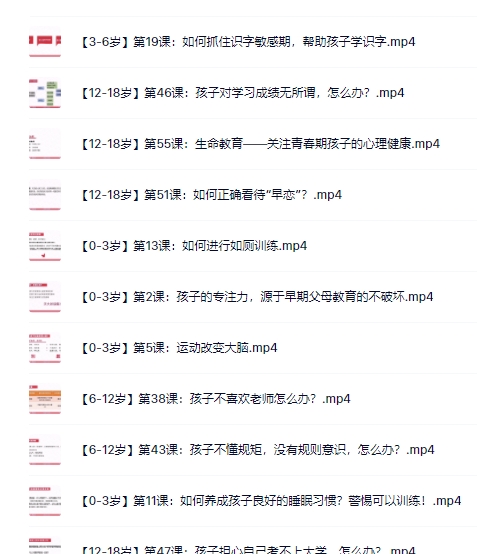 【3-6岁】第19课：如何抓住识字敏感期，帮助孩子学识字.mp4
【12-18岁】第46课：孩子对学习成绩无所谓，怎么办？.mp4
【12-18岁】第55课：生命教育——关注青春期孩子的心理健康.mp4
【12-18岁】第51课：如何正确看待“早恋”？.mp4
【0-3岁】第13课：如何进行如厕训练.mp4
【0-3岁】第2课：孩子的专注力，源于早期父母教育的不破坏.mp4
【0-3岁】第5课：运动改变大脑.mp4
【6-12岁】第38课：孩子不喜欢老师怎么办？.mp4
【6-12岁】第43课：孩子不懂规矩，没有规则意识，怎么办？.mp4
【0-3岁】第11课：如何养成孩子良好的睡眠习惯？警惕可以训练！.mp4
【12-18岁】第47课：孩子担心自己考不上大学，怎么办？.mp4